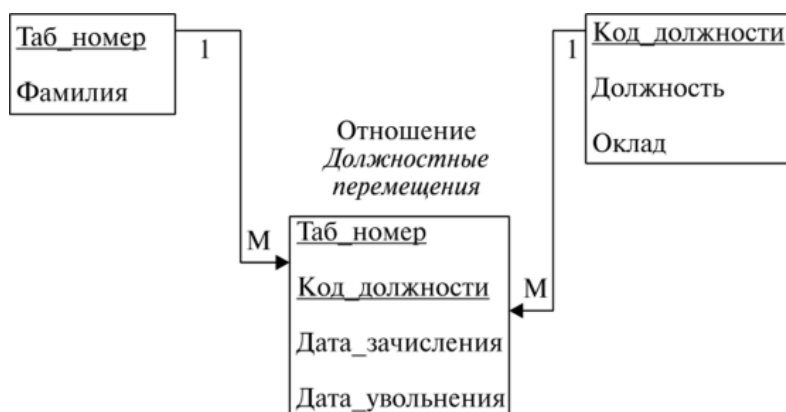 Таб_номер
Фамилия
1
1
Код_должности
Должность
Оклад
Отношение
Должностные
перемещения
М
М
Таб_номер
Код_должности
Дата_зачисления
Дата_увольнения